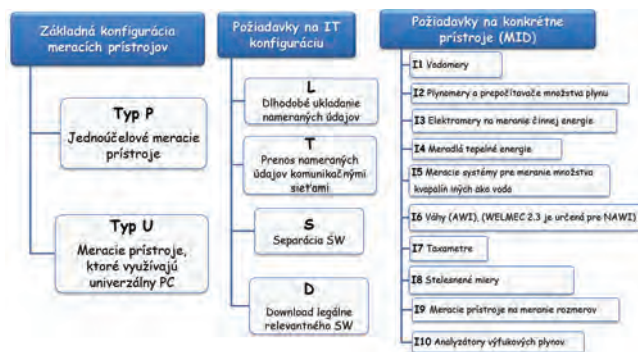 Základná konfigurácia
meracích prístrojov
Typ P
Jednoúčelové meracie
prístroje
Typ U
Meracie prístroje,
ktoré využívajú
univerzálny PC
Požiadavky na IT
konfiguráciu
L
Dlhodobé ukladanie
nameraných údajov
T
Prenos nameraných
údajov komunikačnými
sieťami
S
Separácia SW
D
Download legálne
relevantného SW
Požiadavky na konkrétne
prístroje (MID)
I1 Vodomery
I2 Plynomery a prepočítavače množstva plynu
I3 Elektromery na meranie činnej energie
I4 Meradlá tepelné energie
I5 Meracie systémy pre meranie množstva
kvapalín iných ako voda
I6 Váhy (AWI), (WELMEC 2.3 je určená pre NAWI)
I7 Taxametre
I8 Stelesnené miery
I9 Meracie prístroje na meranie rozmerov
I10 Analyzátory výfukových plynov